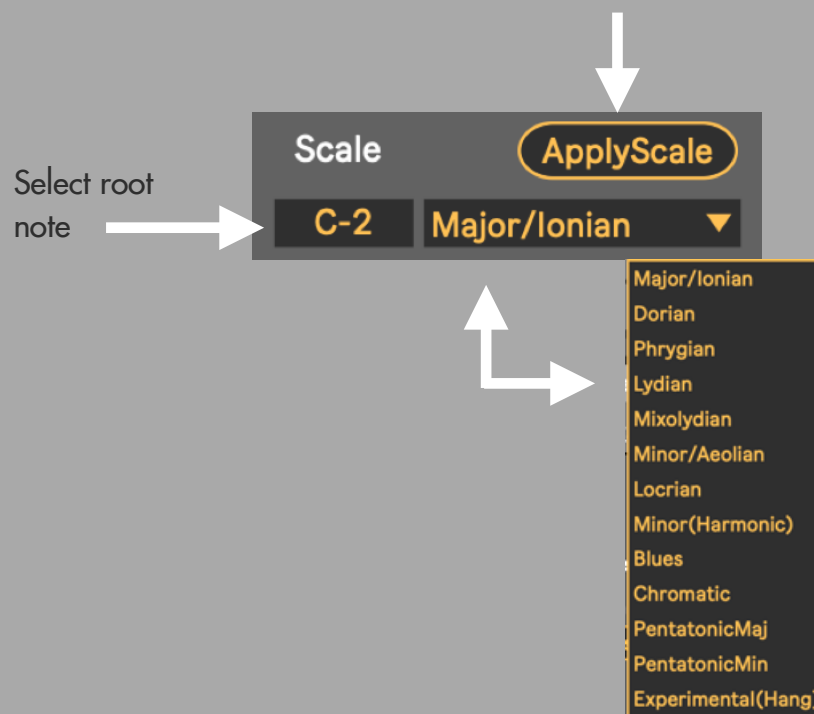 Scale
ApplyScale
Select root
note
C-2
Major/Ionian
Major/Ionian
Dorian
Phrygian
Lydian
Mixolydian
Minor/Aeolian
Locrian
Minor(Harmonic)
Blues
Chromatic
PentatonicMaj
PentatonicMin
Experimental(Hang)